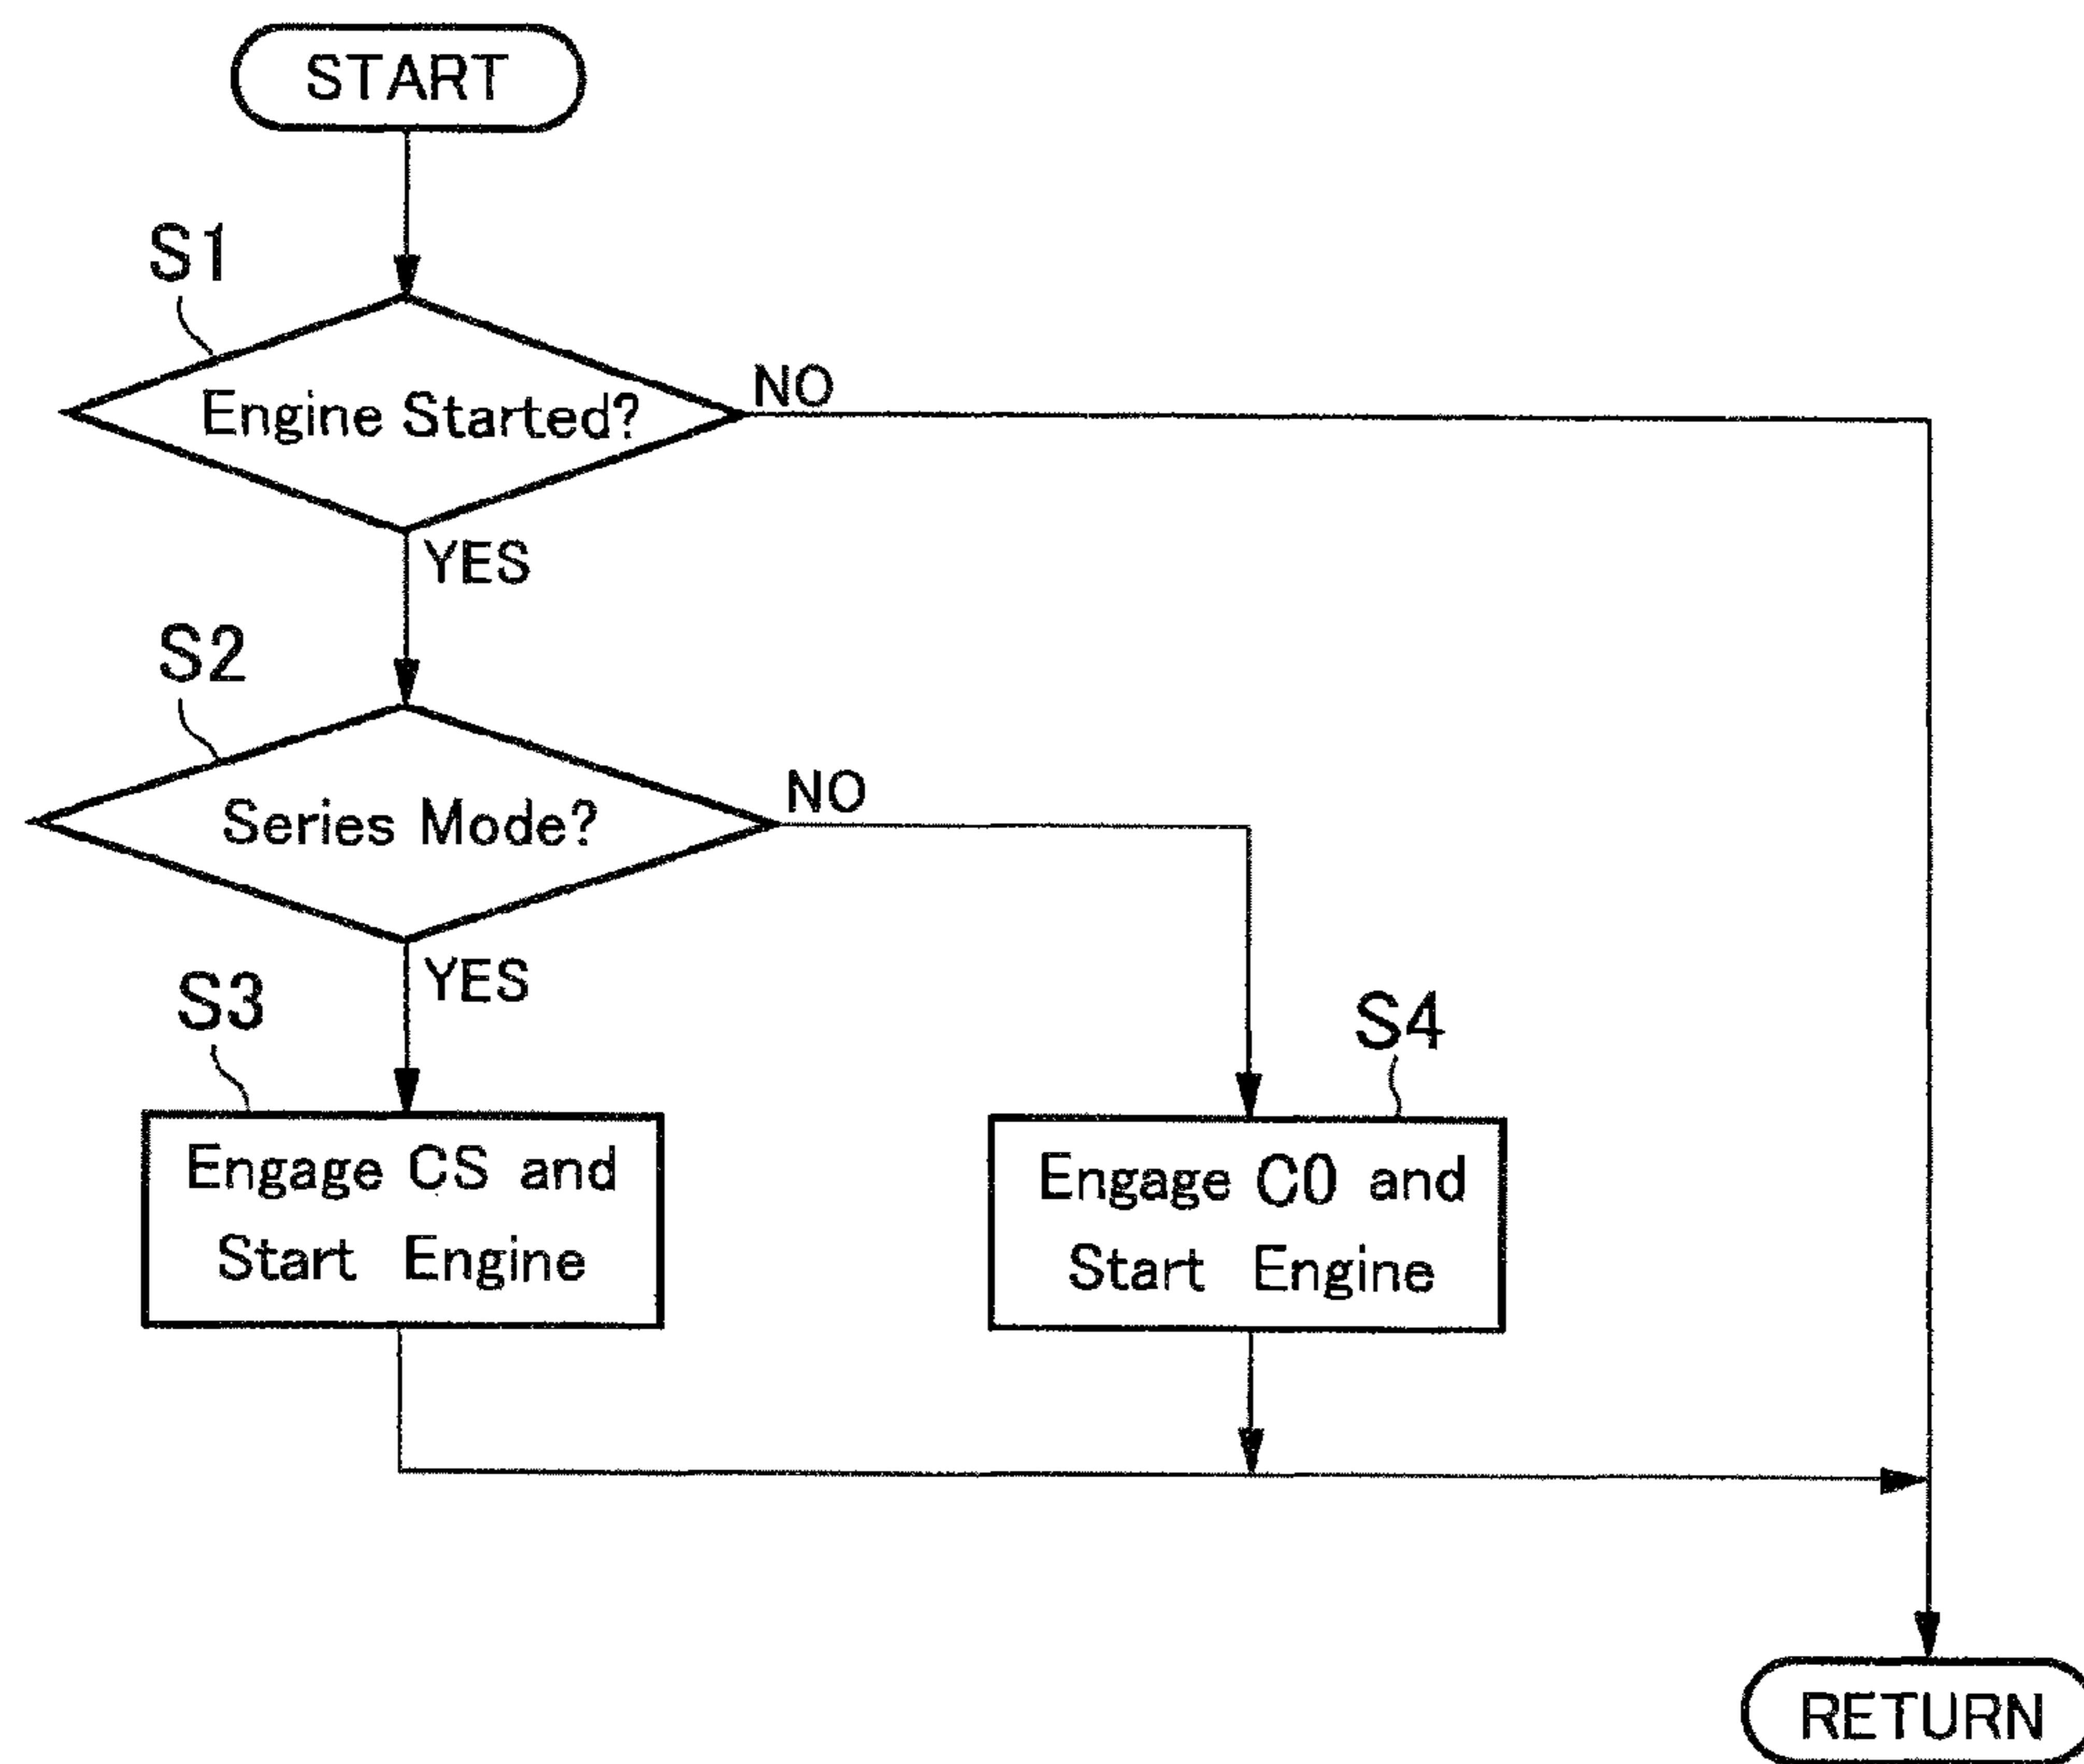 START
S1
Engine Started?
NO
YES
S2
Series Mode?
NO
YES
S3
Engage CS and
Start Engine
S4
Engage C0 and
Start Engine
RETURN